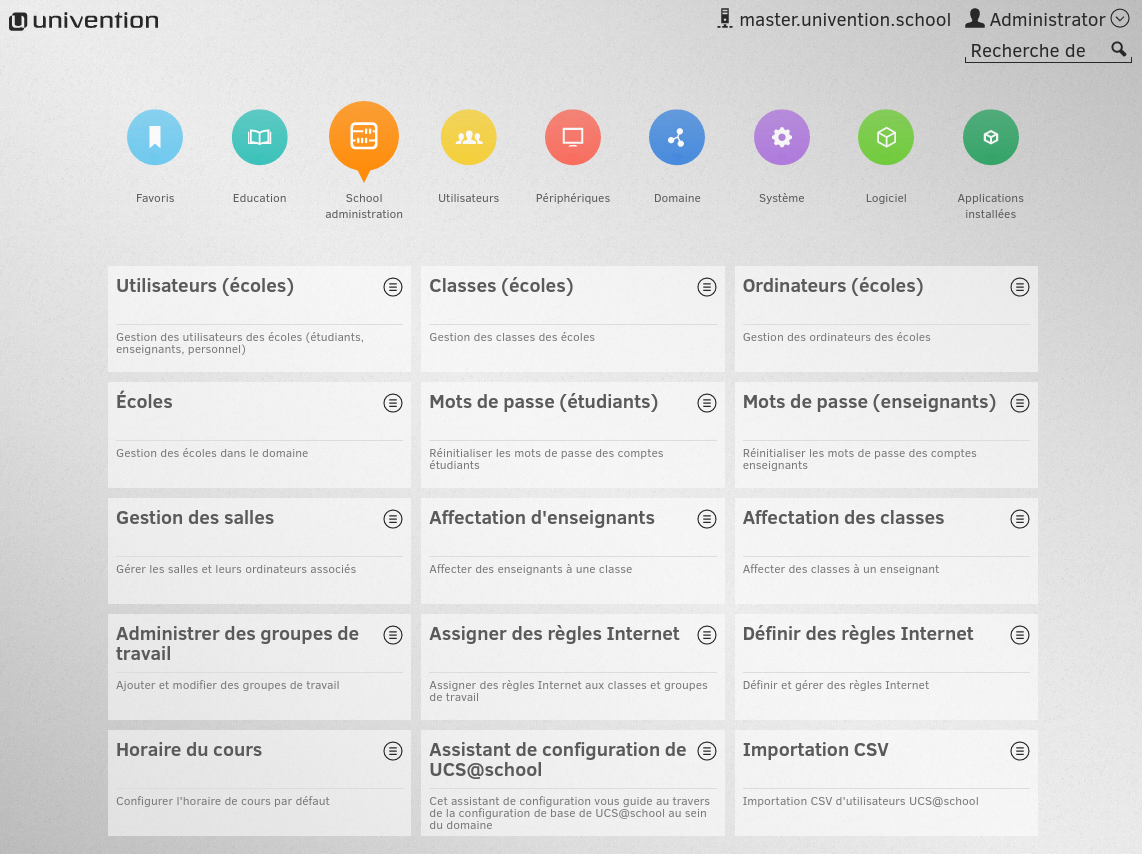 univention
master.univention.school
Administrator
Recherche de
Favoris
Education
School
administration
Utilisateurs
Périphériques
Domaine
Système
Logiciel
Applications
installées
Utilisateurs (écoles)
Gestion des utilisateurs des écoles (étudiants,
enseignants, personnel)
Classes (écoles)
Gestion des classes des écoles
Ordinateurs (écoles)
Gestion des ordinateurs des écoles
Écoles
Gestion des écoles dans le domaine
Mots de passe (étudiants)
Réinitialiser les mots de passe des comptes
étudiants
Mots de passe (enseignants)
Réinitialiser les mots de passe des comptes
enseignants
Gestion des salles
Gérer les salles et leurs ordinateurs associés
Affectation d'enseignants
Affecter des enseignants à une classe
Affectation des classes
Affecter des classes à un enseignant
Administrer des groupes de
travail
Ajouter et modifier des groupes de travail
Assigner des règles Internet
Assigner des règles Internet aux classes et groupes
de travail
Définir des règles Internet
Définir et gérer des règles Internet
Horaire du cours
Configurer l'horaire de cours par défaut
Assistant de configuration de
UCS@school
Cet assistant de configuration vous guide au travers
de la configuration de base de UCS@school au sein
du domaine
Importation CSV
Importation CSV d'utilisateurs UCS@school